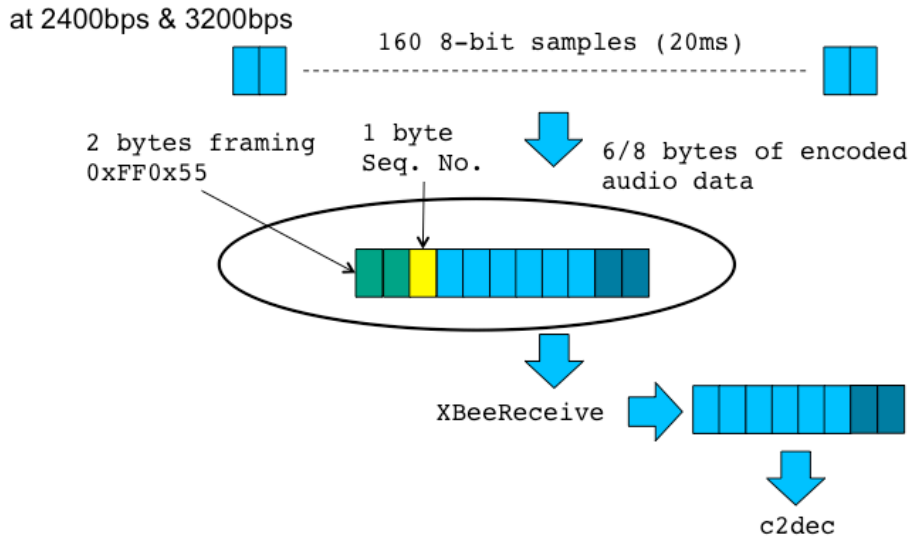 at 2400bps & 3200bps
160 8-bit samples (20ms)
2 bytes framing
0xFF0x55
1 byte
Seq. No.
6/8 bytes of encoded
audio data
XBeeReceive
c2dec